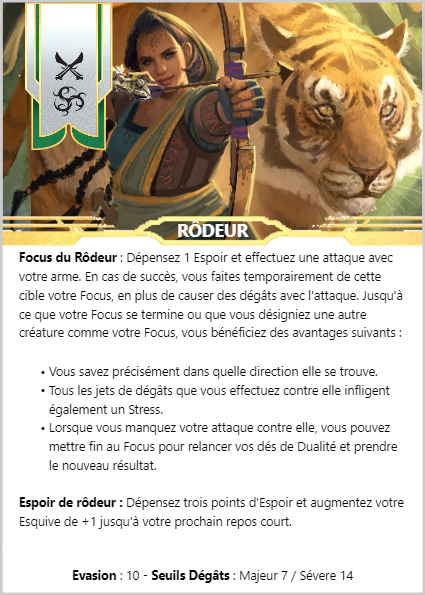 RÔDEUR
Focus du Rôdeur : Dépensez 1 Espoir et effectuez une attaque avec
votre arme. En cas de succès, vous faites temporairement de cette
cible votre Focus, en plus de causer des dégâts avec l'attaque. Jusqu'à
ce que votre Focus se termine ou que vous désigniez une autre
créature comme votre Focus, vous bénéficiez des avantages suivants :
• Vous savez précisément dans quelle direction elle se trouve.
• Tous les jets de dégâts que vous effectuez contre elle infligent
également un Stress.
• Lorsque vous manquez votre attaque contre elle, vous pouvez
mettre fin au Focus pour relancer vos dés de Dualité et prendre
le nouveau résultat.
Espoir de rôdeur : Dépensez trois points d'Espoir et augmentez votre
Esquive de +1 jusqu'à votre prochain repos court.
Evasion : 10 - Seuils Dégâts : Majeur 7 / Sévere 14